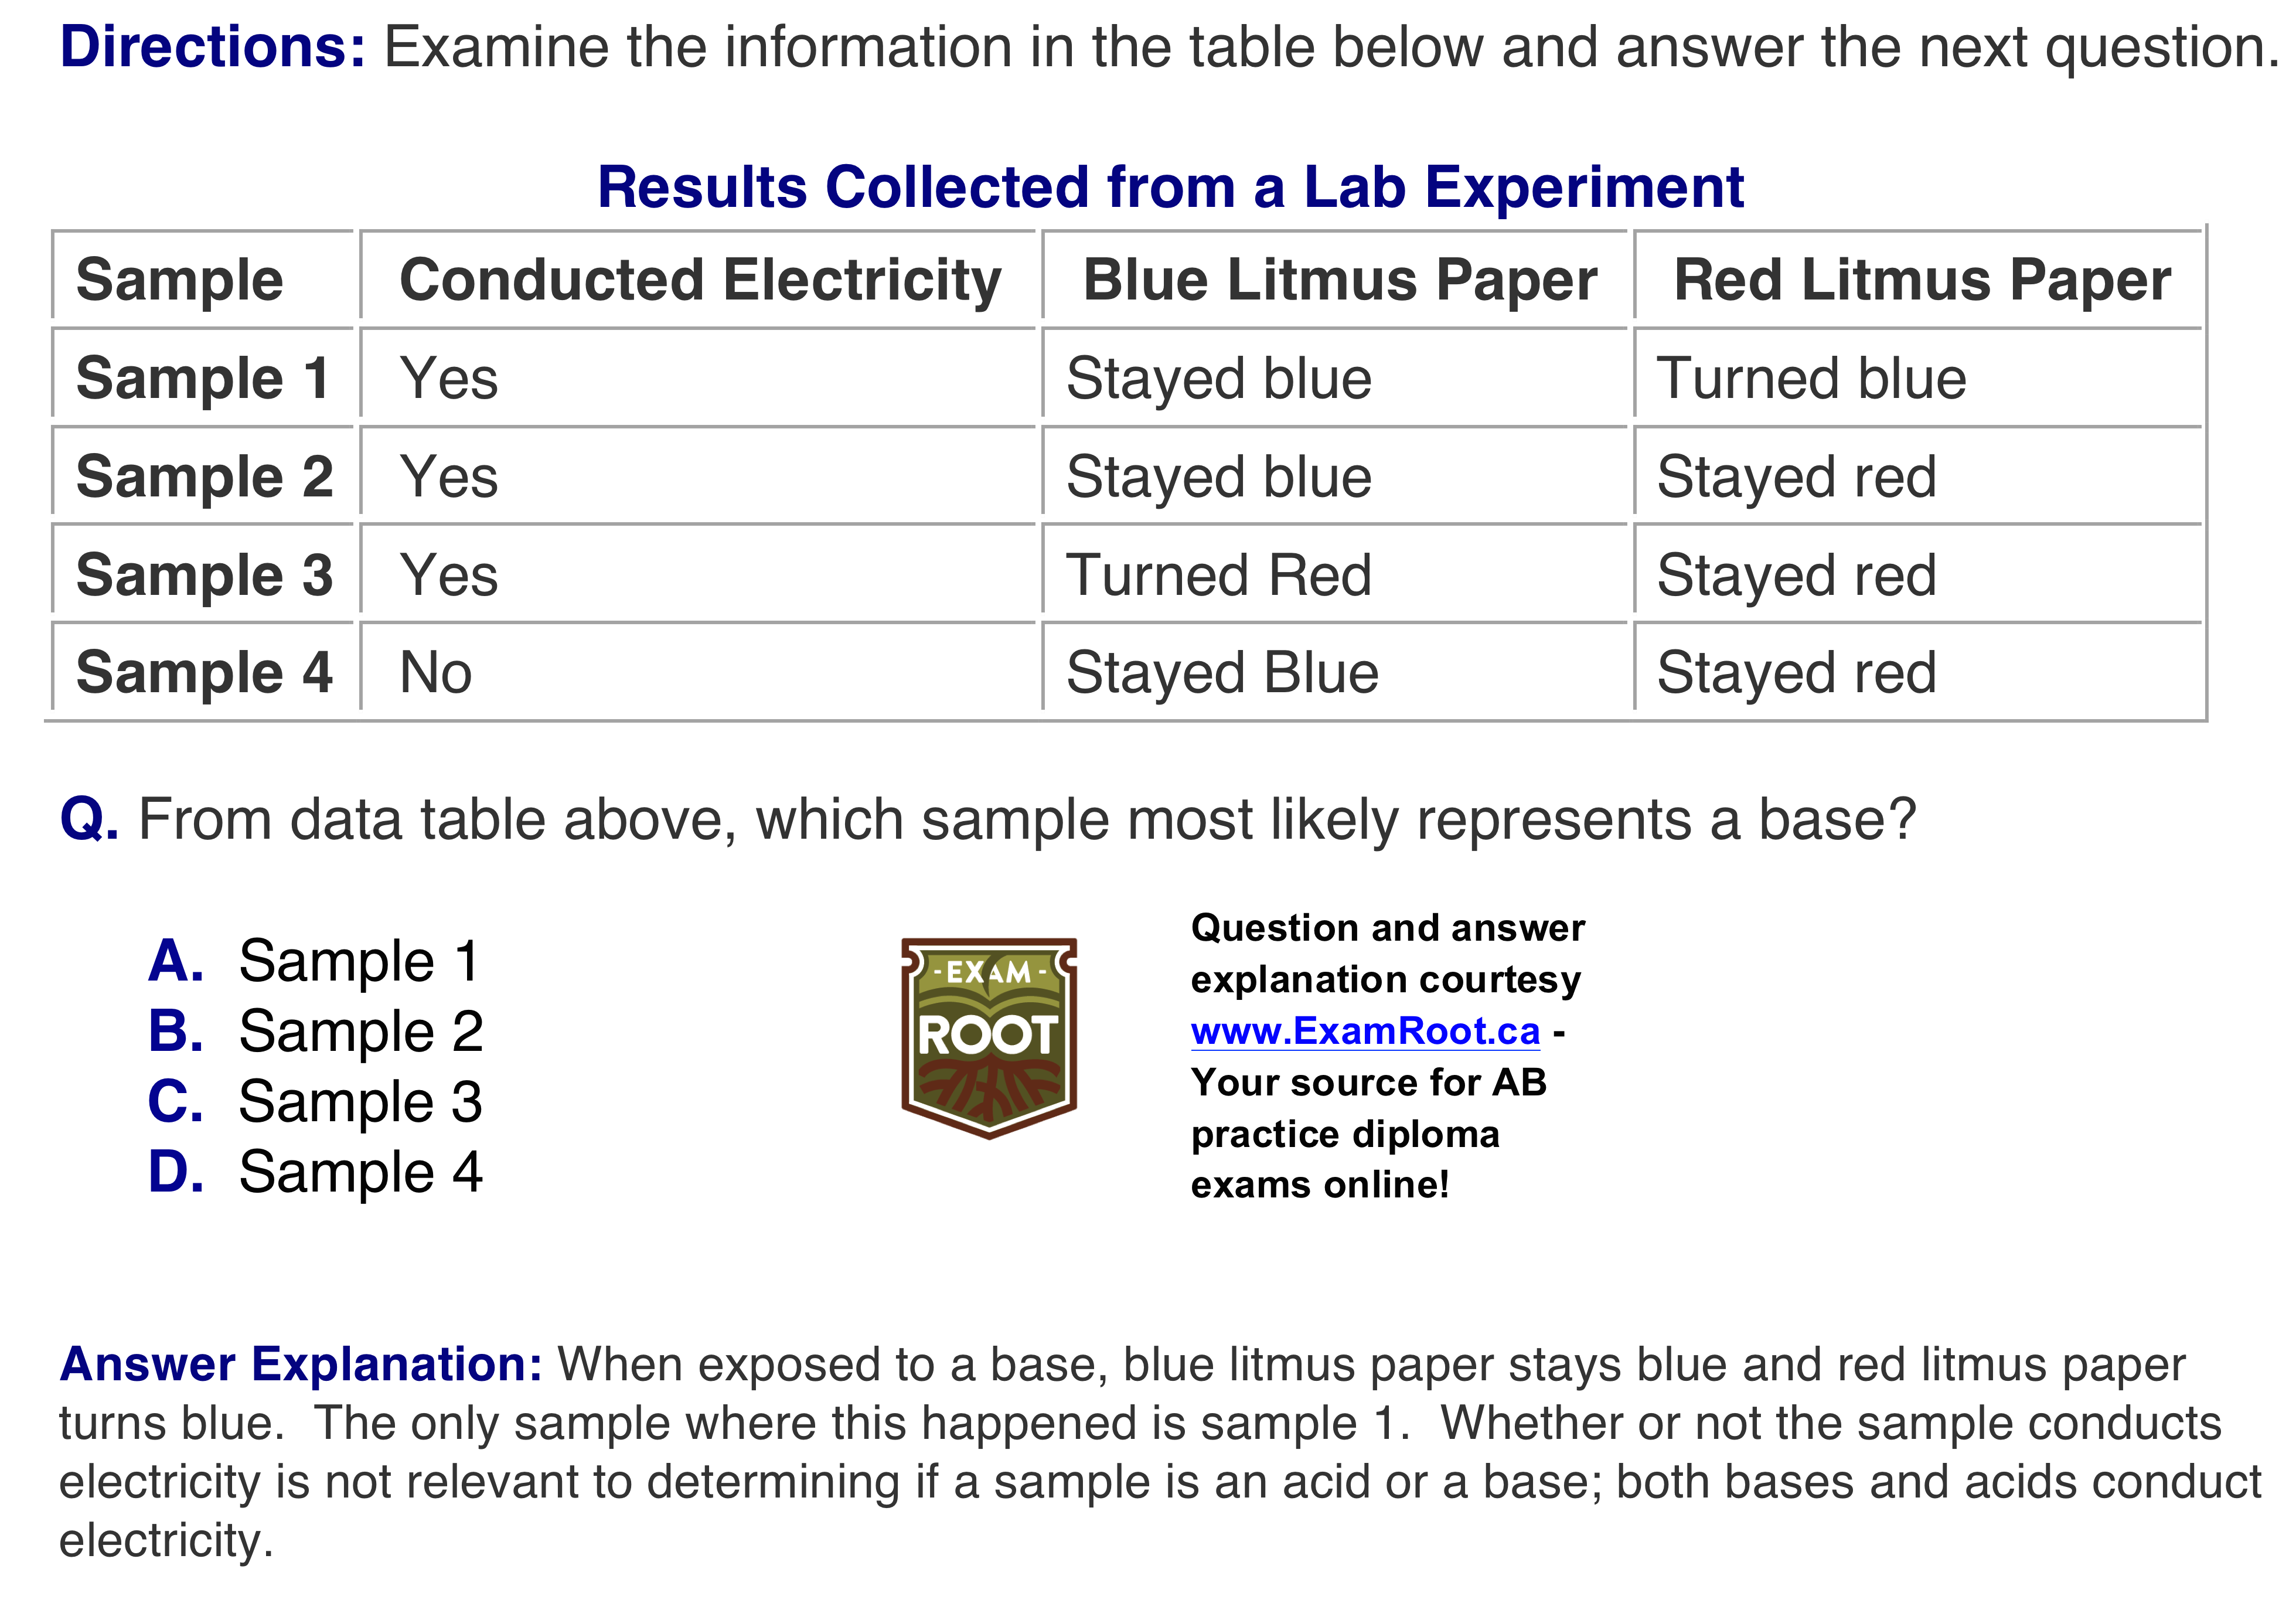 Directions: Examine the information in the table below and answer the next question.
Results Collected from a Lab Experiment
Sample Conducted Electricity Blue Litmus Paper Red Litmus Paper
Sample 1 Yes Stayed blue Turned blue
Sample 2 Yes Stayed blue Stayed red
Sample 3 Yes Turned Red Stayed red
Sample 4 No Stayed Blue Stayed red
Q. From data table above, which sample most likely represents a base?
A. Sample 1
B. Sample 2
C. Sample 3
D. Sample 4
- EXAM -
ROOT
Question and answer
explanation courtesy
www.ExamRoot.ca -
Your source for AB
practice diploma
exams online!
Answer Explanation: When exposed to a base, blue litmus paper stays blue and red litmus paper
turns blue. The only sample where this happened is sample 1. Whether or not the sample conducts
electricity is not relevant to determining if a sample is an acid or a base; both bases and acids conduct
electricity.